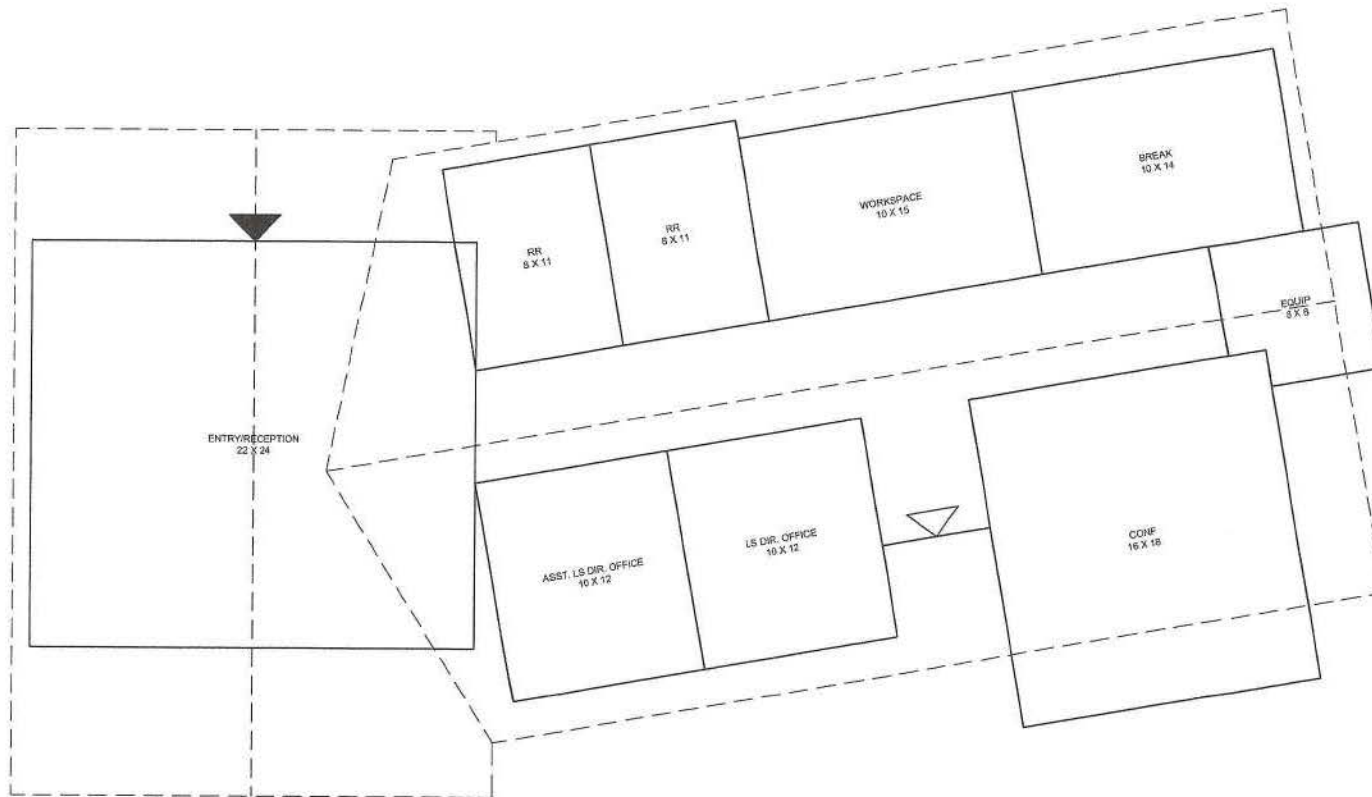 BREAK
10 X 14
WORKSPACE
10 X 15
RR
8 X 11
RR
8 X 11
EQUIP
8 X 8
ENTRY/RECEPTION
22 X 24
CONF
16 X 18
LS DIR. OFFICE
10 X 12
ASST. LS DIR. OFFICE
10 X 12